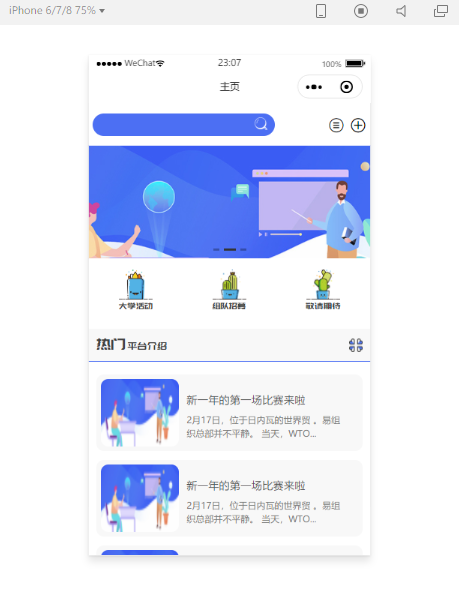 iPhone 6/7/8 75%
WeChat 23:07 100%
主页
大学活动 组队招募 敬请期待
热门 平台介绍
新一年的第一场比赛来啦
2月17日，位于日内瓦的世界贸 。易组
织总部并不平静。 当天，WTO...
新一年的第一场比赛来啦
2月17日，位于日内瓦的世界贸 。易组
织总部并不平静。 当天，WTO...